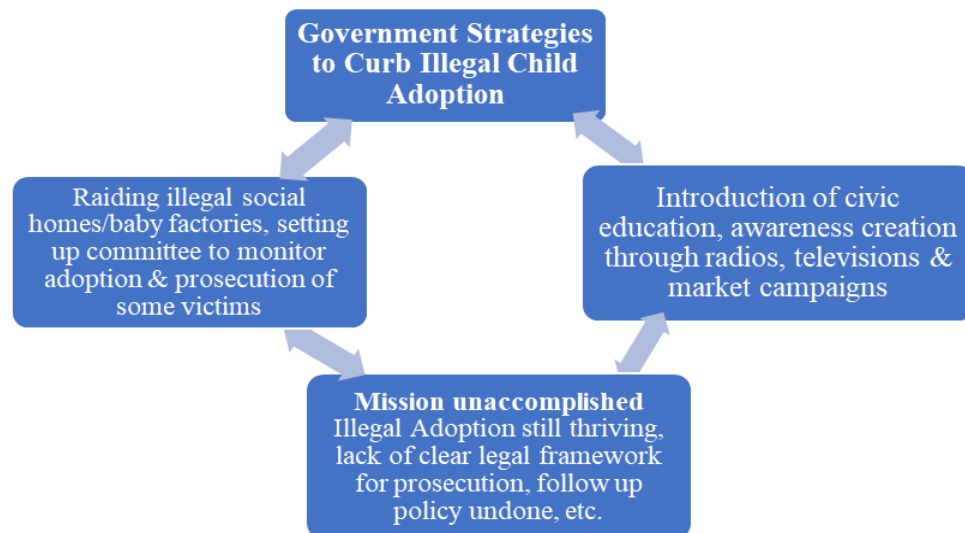 Government Strategies
to Curb Illegal Child
Adoption
Raiding illegal social
homes/baby factories, setting
up committee to monitor
adoption & prosecution of
some victims
Introduction of civic
education, awareness creation
through radios, televisions &
market campaigns
Mission unaccomplished
Illegal Adoption still thriving,
lack of clear legal framework
for prosecution, follow up
policy undone, etc.